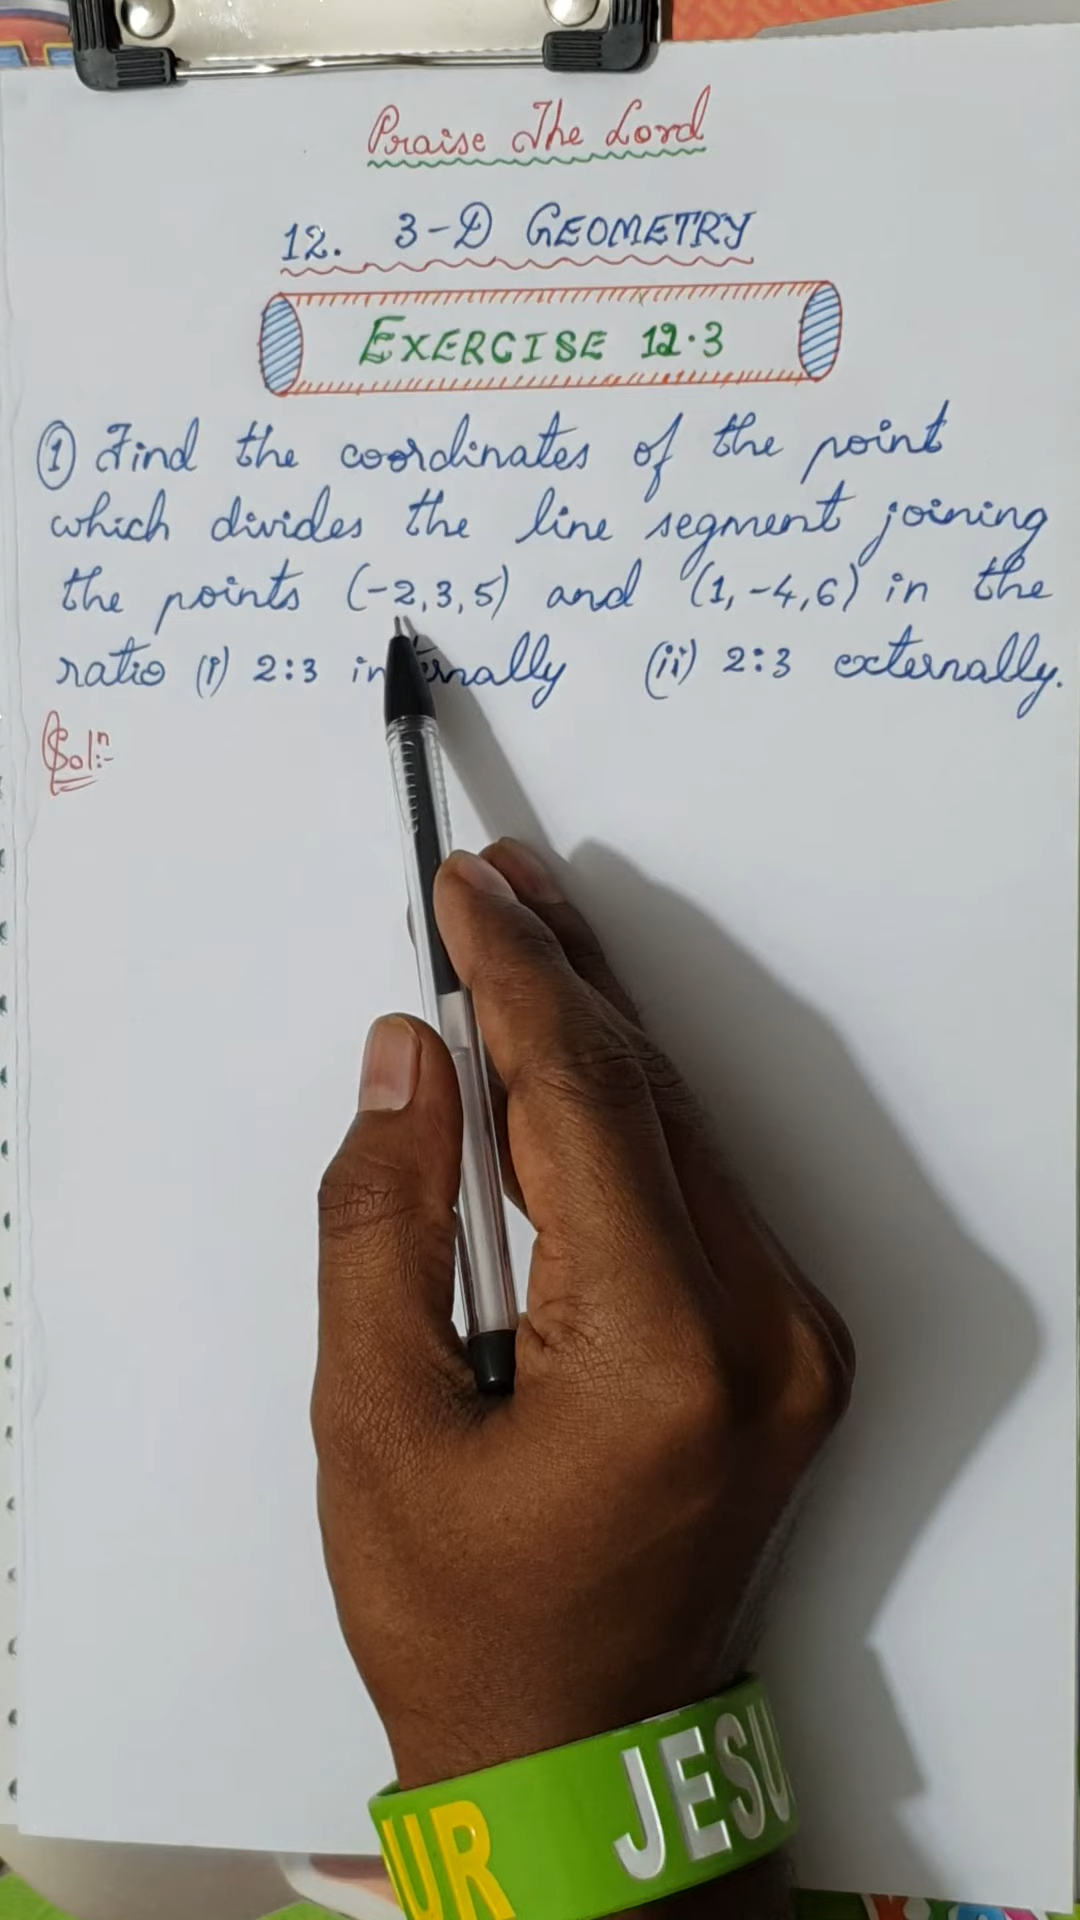 Praise The Lord
12. 3-D GEOMETRY
EXERCISE 12.3
① Find the coordinates of the point
which divides the line segment joining
the points (-2,3,5) and (1,-4,6) in the
ratio (i) 2:3 internally (ii) 2:3 externally.
Solⁿ:-
UR JESU